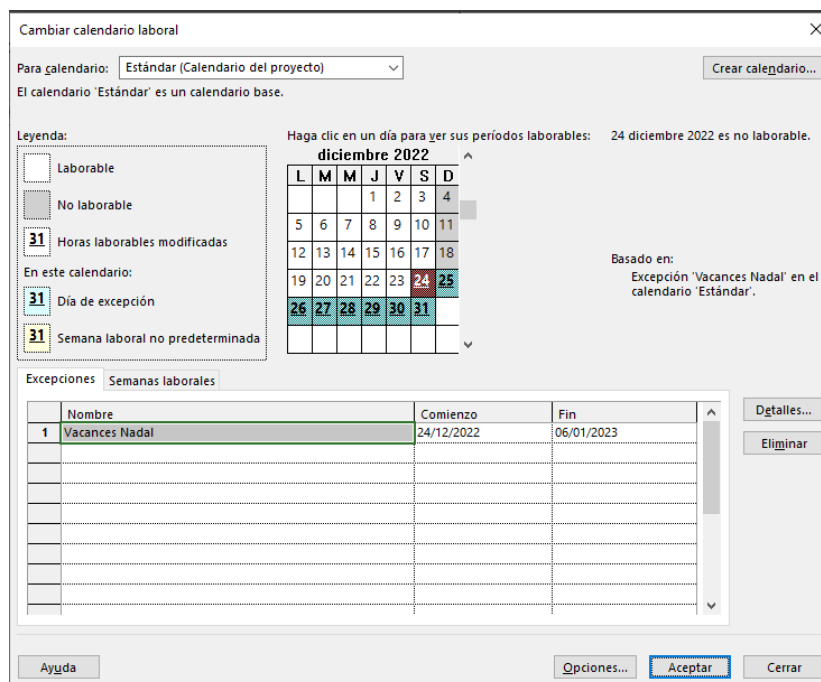 Cambiar calendario laboral
Para calendario: Estándar (Calendario del proyecto) Crear calendario...
El calendario 'Estándar' es un calendario base.
Leyenda:
Laborable
No laborable
31 Horas laborables modificadas
En este calendario:
31 Día de excepción
31 Semana laboral no predeterminada
Haga clic en un día para ver sus períodos laborables:
diciembre 2022
L M M J V S D
1 2 3 4
5 6 7 8 9 10 11
12 13 14 15 16 17 18
19 20 21 22 23 24 25
26 27 28 29 30 31
24 diciembre 2022 es no laborable.
Basado en:
Excepción 'Vacances Nadal' en el
calendario 'Estándar'.
Excepciones Semanas laborales
Nombre Comienzo Fin
1 Vacances Nadal 24/12/2022 06/01/2023
Detalles...
Eliminar
Ayuda Opciones... Aceptar Cerrar